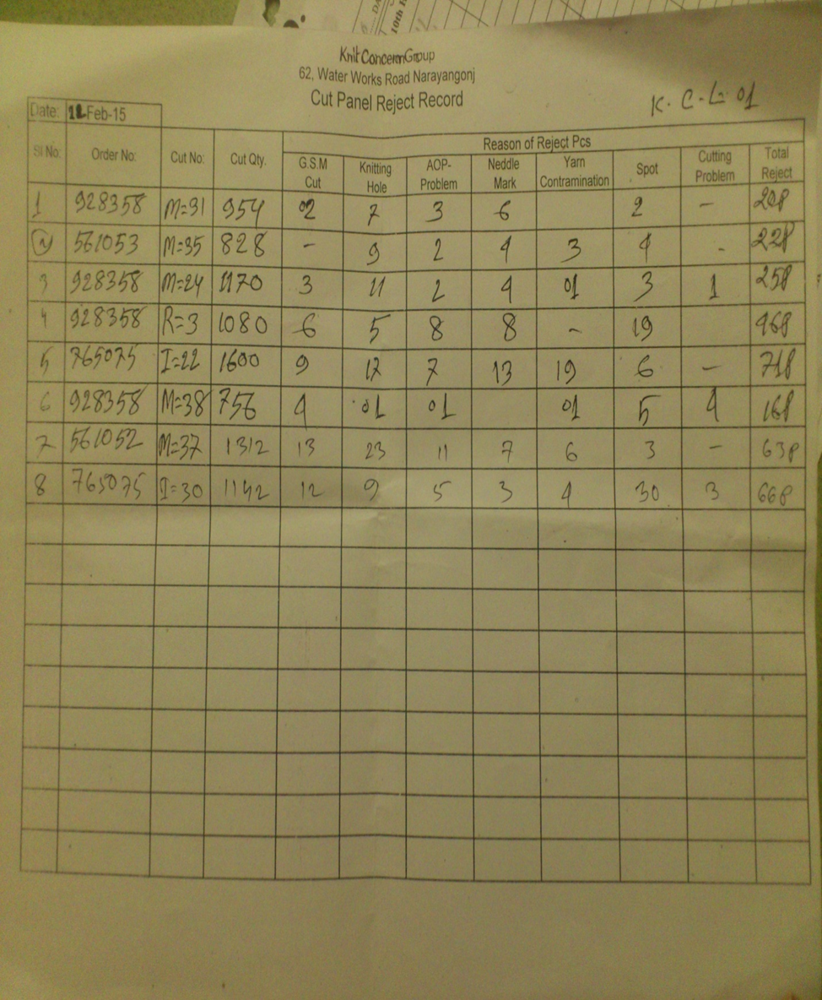 10th
Knit Concern Group
62, Water Works Road Narayangonj
Cut Panel Reject Record
K.C.L= 01
Date: Feb-15
Reason of Reject Pcs
Sl No: Order No: Cut No: Cut Qty. G.S.M Cut Knitting Hole AOP-Problem Neddle Mark Yarn Contramination Spot Cutting Problem Total Reject
1 928358 M=31 954 02 7 3 6 2 - 20P
2 561053 M=35 828 - 9 2 4 3 4 - 22P
3 928358 M=24 1170 3 11 2 4 01 3 1 25P
4 928358 R=3 1080 6 5 8 8 - 19 46P
5 765075 I=22 1600 9 17 7 13 19 6 - 71P
6 928358 M=38 756 4 01 01 01 5 4 16P
7 561052 M=37 1312 13 23 11 7 6 3 - 63P
8 765075 I=30 1142 12 9 5 3 4 30 3 66P